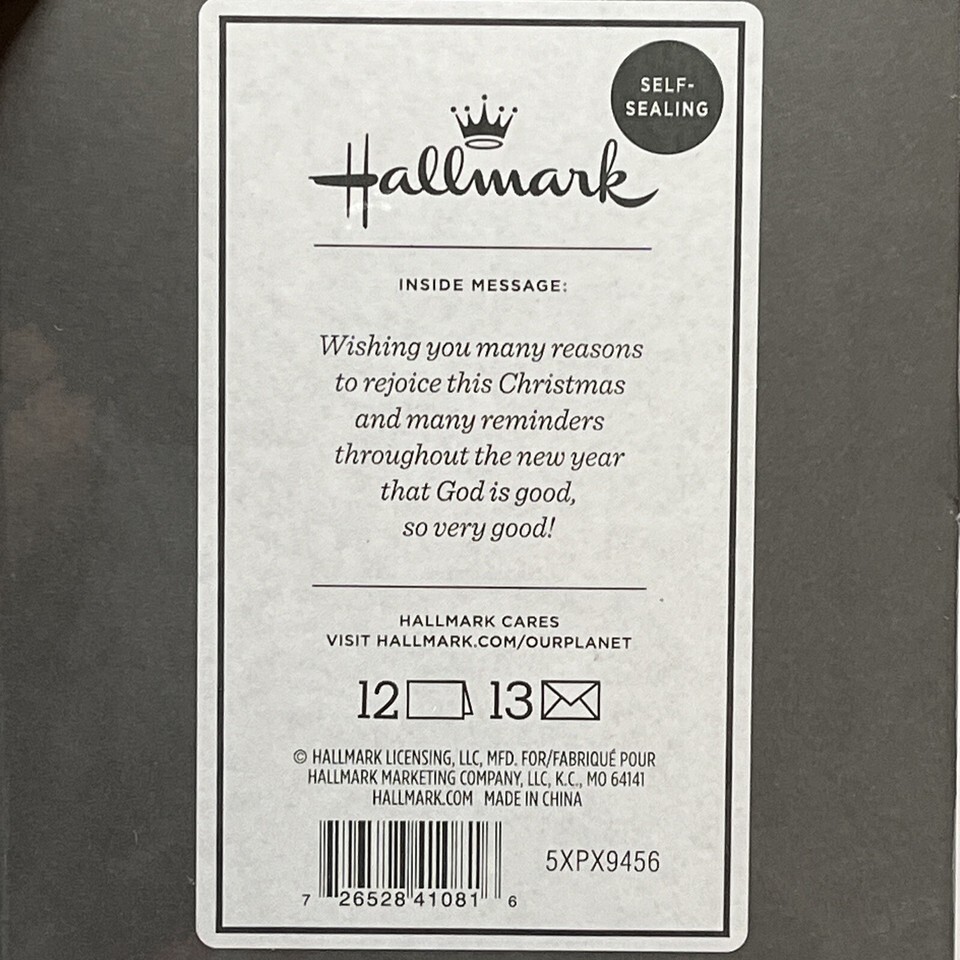 SELF-
SEALING
Hallmark
INSIDE MESSAGE:
Wishing you many reasons
to rejoice this Christmas
and many reminders
throughout the new year
that God is good,
so very good!
HALLMARK CARES
VISIT HALLMARK.COM/OURPLANET
12 13
© HALLMARK LICENSING, LLC, MFD. FOR/FABRIQUÉ POUR
HALLMARK MARKETING COMPANY, LLC, K.C., MO 64141
HALLMARK.COM MADE IN CHINA
5XPX9456
7 26528 41081 6